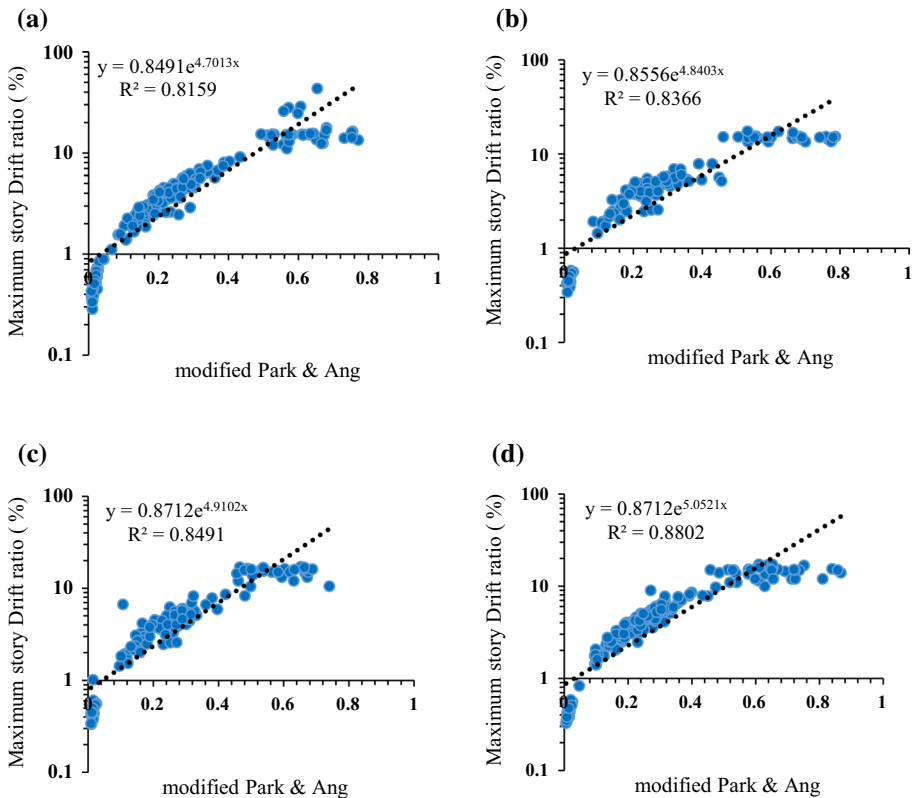 (a)
Maximum story Drift ratio ( %)
100
10
1
0.1
y = 0.8491e^4.7013x
R² = 0.8159
0 0.2 0.4 0.6 0.8 1
modified Park & Ang
(b)
Maximum story Drift ratio ( %)
100
10
1
0.1
y = 0.8556e^4.8403x
R² = 0.8366
0 0.2 0.4 0.6 0.8 1
modified Park & Ang
(c)
Maximum story Drift ratio ( %)
100
10
1
0.1
y = 0.8712e^4.9102x
R² = 0.8491
0 0.2 0.4 0.6 0.8 1
modified Park & Ang
(d)
Maximum story Drift ratio ( %)
100
10
1
0.1
y = 0.8712e^5.0521x
R² = 0.8802
0 0.2 0.4 0.6 0.8 1
modified Park & Ang